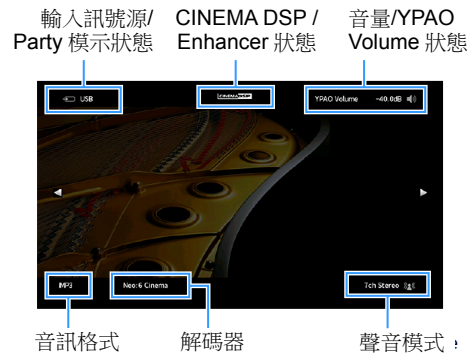 輸入訊號源/
Party 模示狀態
CINEMA DSP /
Enhancer 狀態
音量/YPAO
Volume 狀態
USB
CINEMA DSP
YPAO Volume -40.0dB
MP3
Neo:6 Cinema
7ch Stereo
音訊格式
解碼器
聲音模式